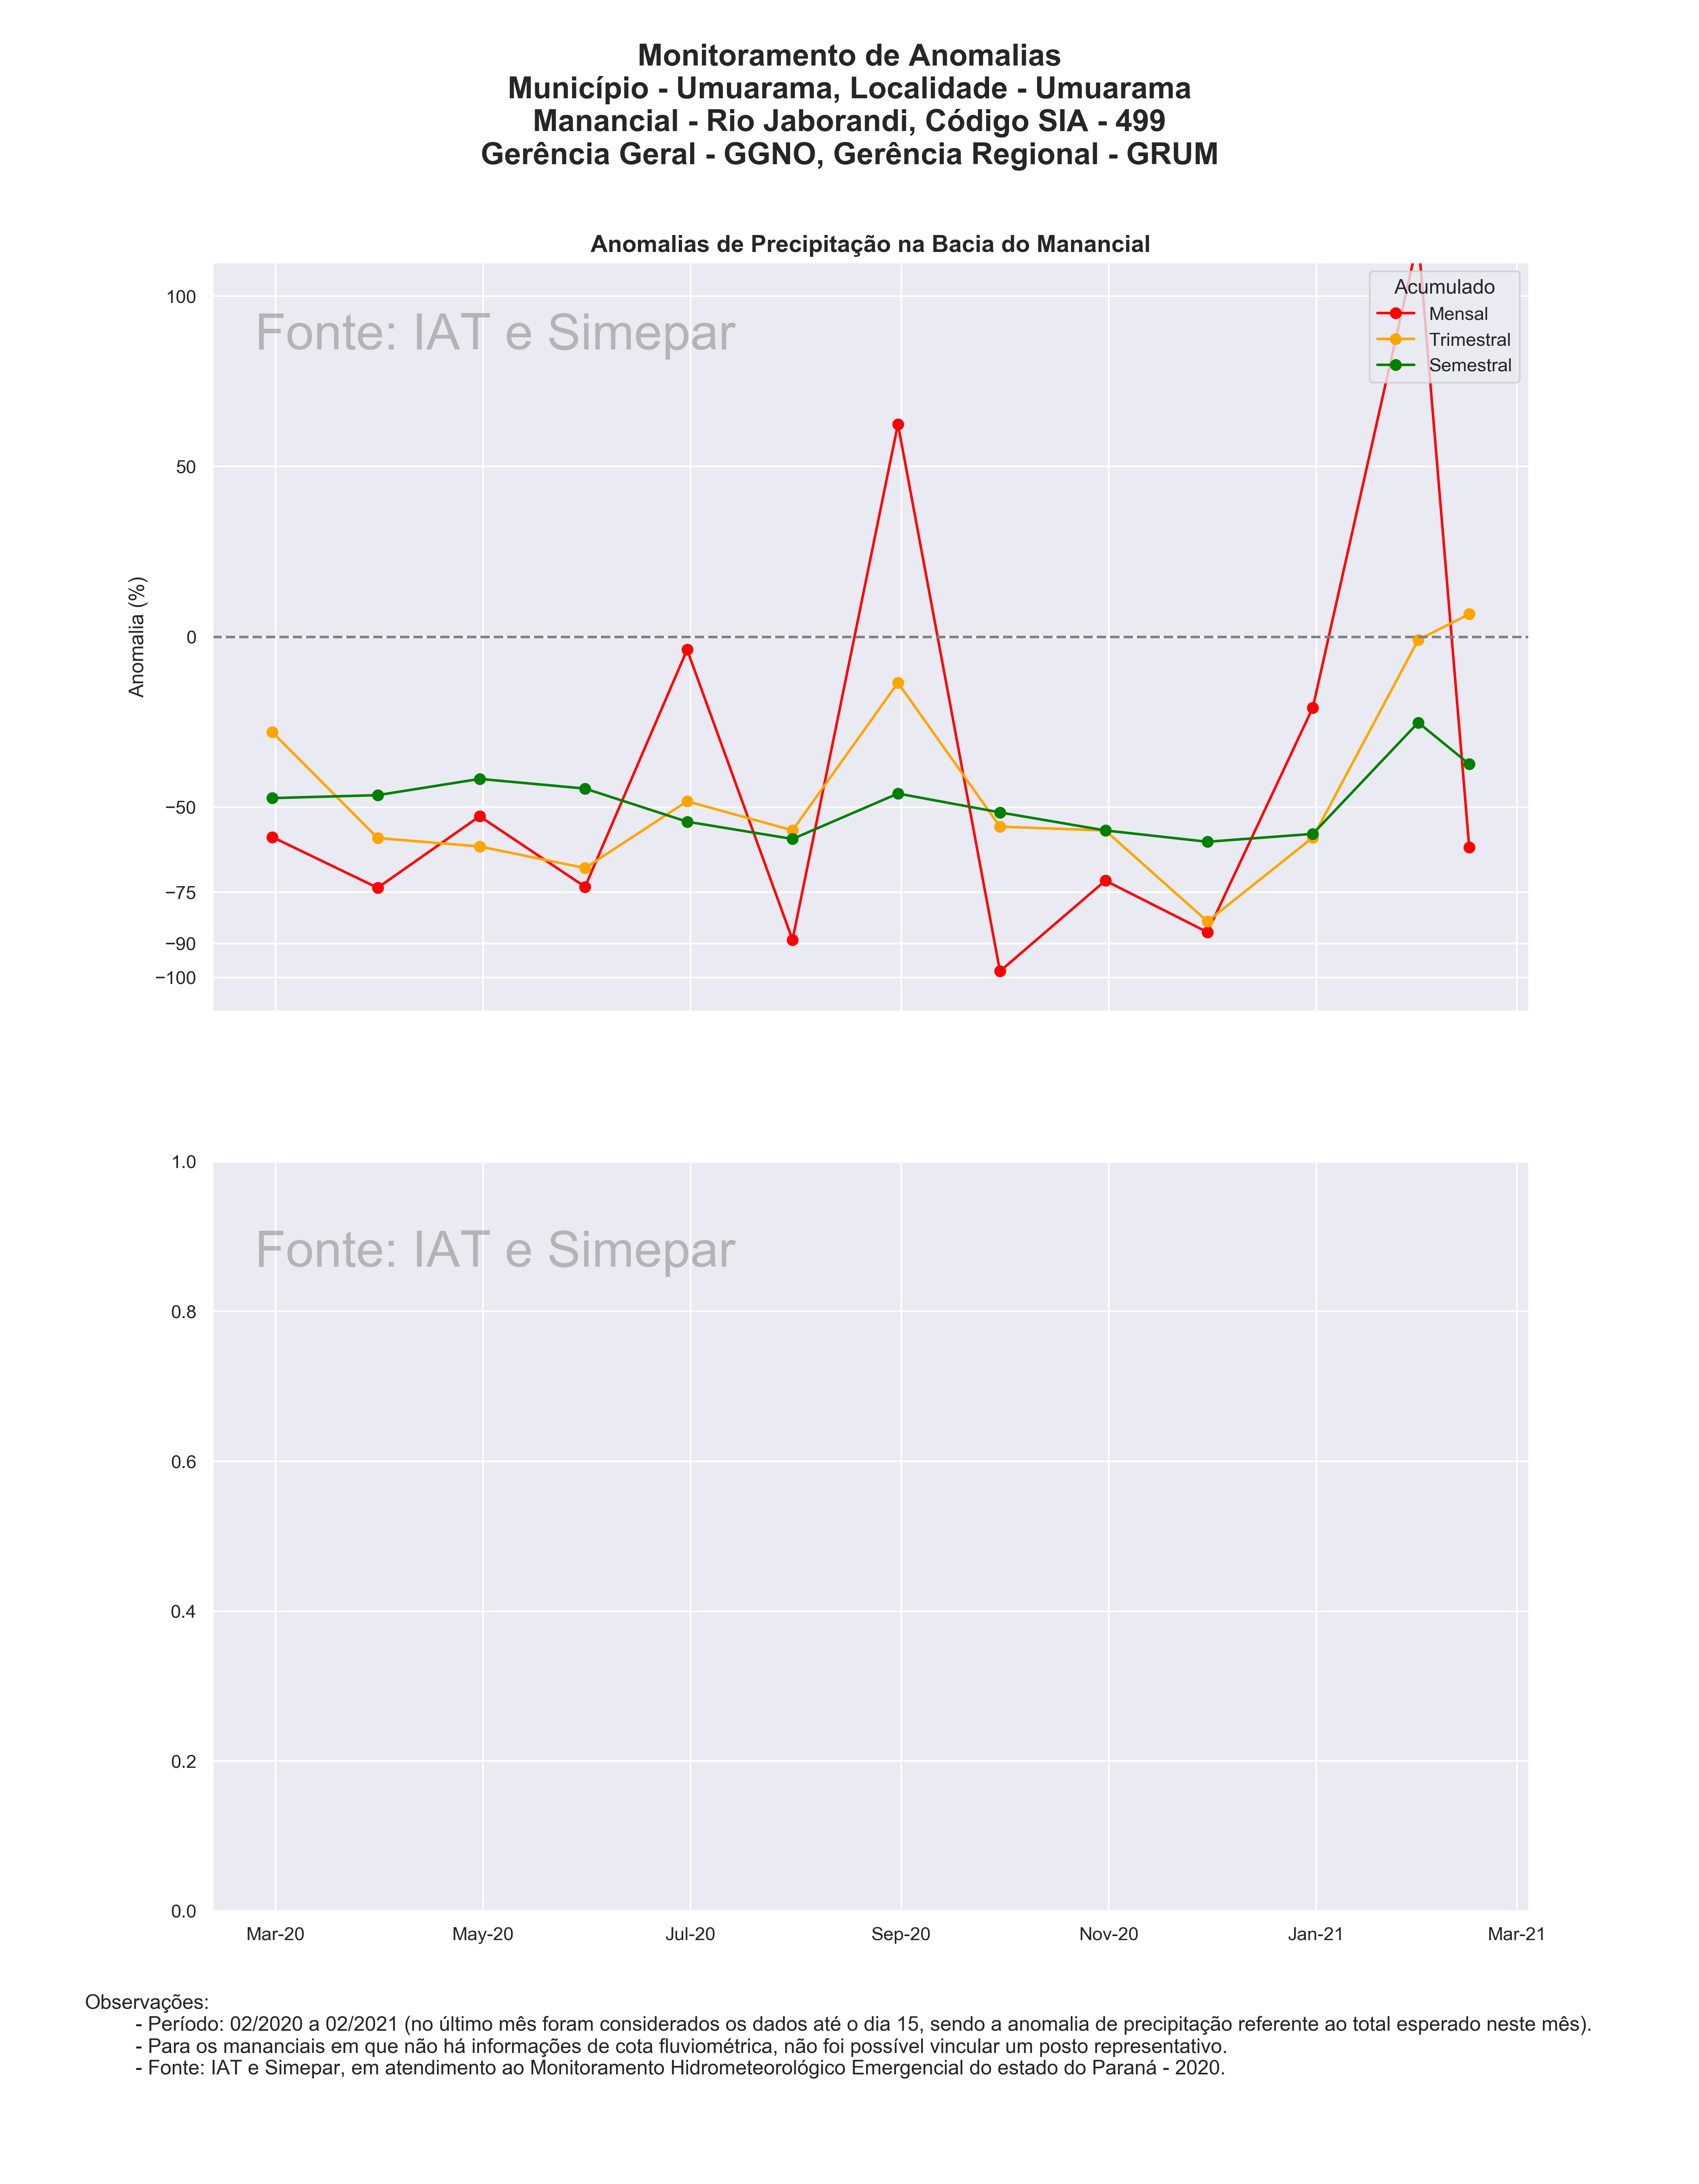 Monitoramento de Anomalias
Município - Umuarama, Localidade - Umuarama
Manancial - Rio Jaborandi, Código SIA - 499
Gerência Geral - GGNO, Gerência Regional - GRUM
Anomalias de Precipitação na Bacia do Manancial
Fonte: IAT e Simepar
Acumulado
Mensal
Trimestral
Semestral
Anomalia (%)
100
50
0
−50
−75
−90
−100
Fonte: IAT e Simepar
1.0
0.8
0.6
0.4
0.2
0.0
Mar-20 May-20 Jul-20 Sep-20 Nov-20 Jan-21 Mar-21
Observações:
- Período: 02/2020 a 02/2021 (no último mês foram considerados os dados até o dia 15, sendo a anomalia de precipitação referente ao total esperado neste mês).
- Para os mananciais em que não há informações de cota fluviométrica, não foi possível vincular um posto representativo.
- Fonte: IAT e Simepar, em atendimento ao Monitoramento Hidrometeorológico Emergencial do estado do Paraná - 2020.